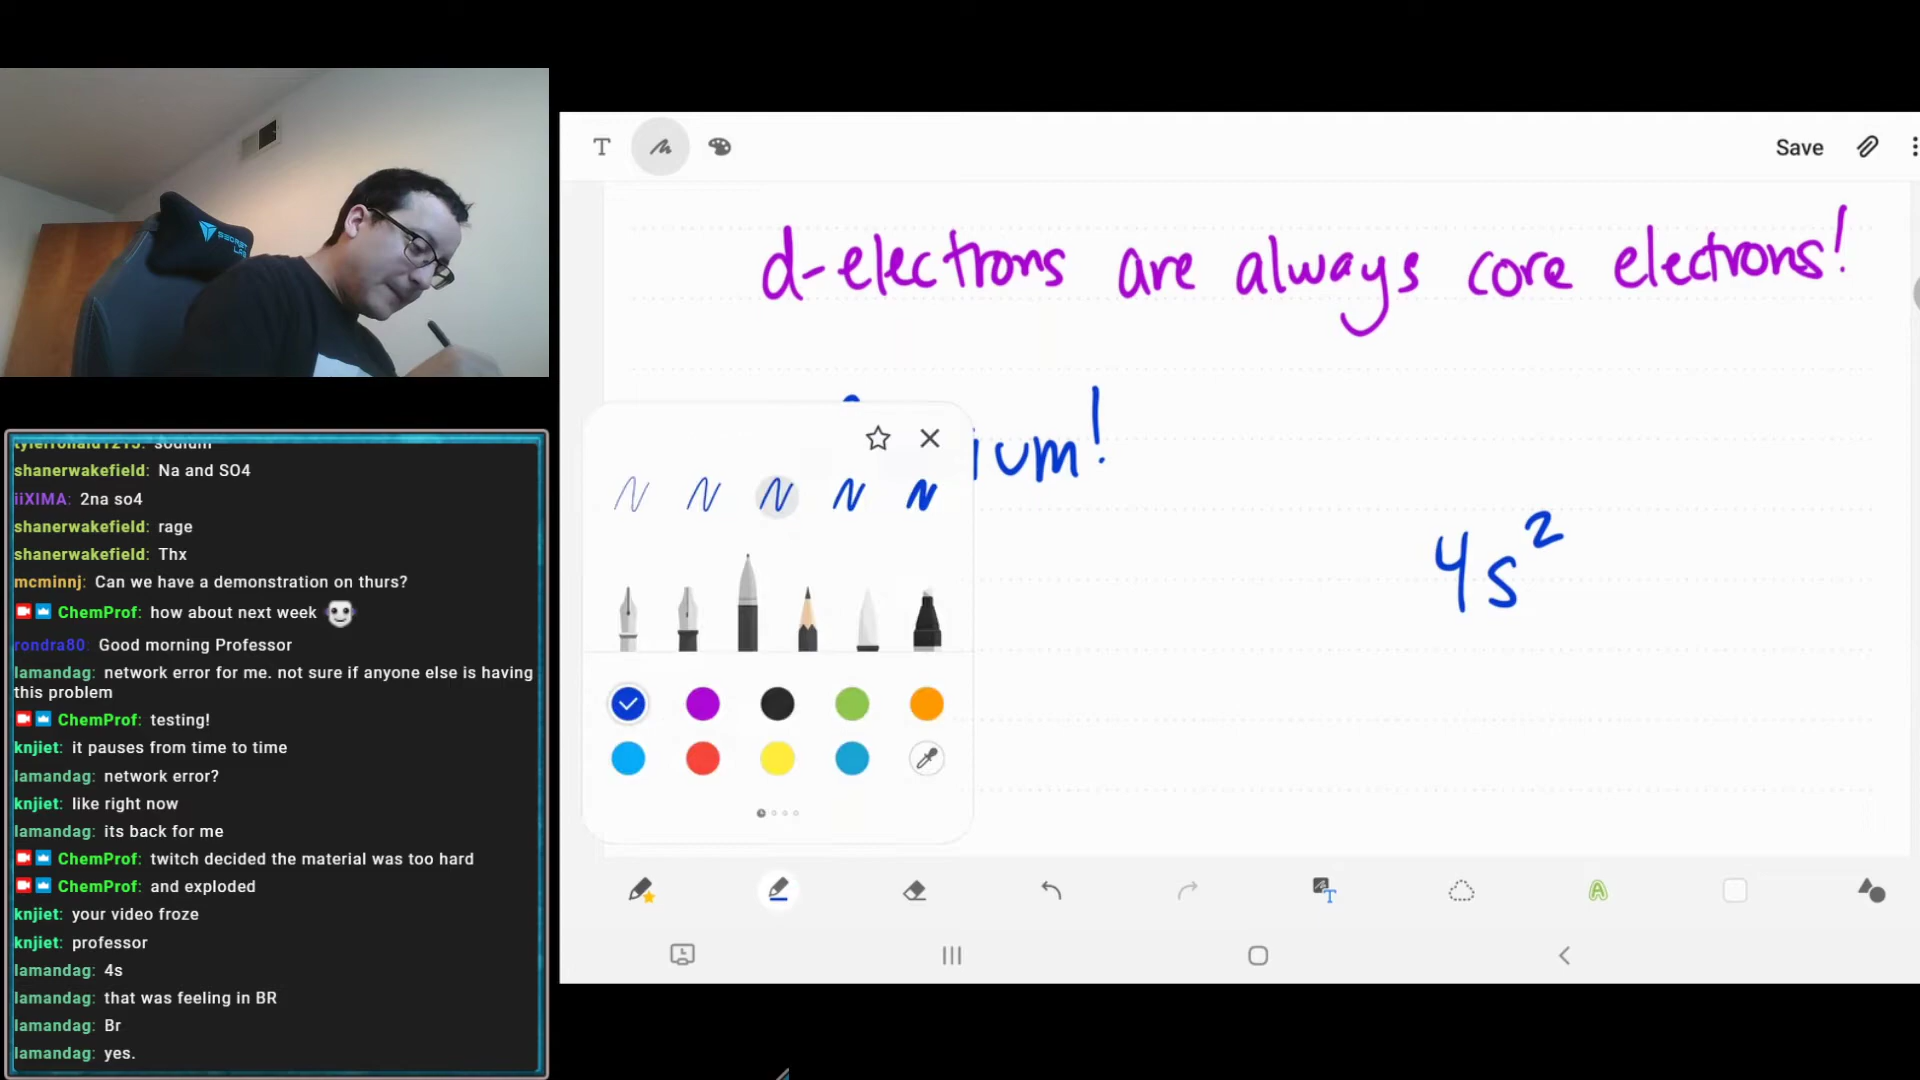 SECRET
LAB
T
Save
d-electrons are always core electrons!
ium!
4s²
shanerwakefield: Na and SO4
iiXIMA: 2na so4
shanerwakefield: rage
shanerwakefield: Thx
mcminnj: Can we have a demonstration on thurs?
ChemProf: how about next week
rondra80: Good morning Professor
lamandag: network error for me. not sure if anyone else is having
this problem
ChemProf: testing!
knjiet: it pauses from time to time
lamandag: network error?
knjiet: like right now
lamandag: its back for me
ChemProf: twitch decided the material was too hard
ChemProf: and exploded
knjiet: your video froze
knjiet: professor
lamandag: 4s
lamandag: that was feeling in BR
lamandag: Br
lamandag: yes.